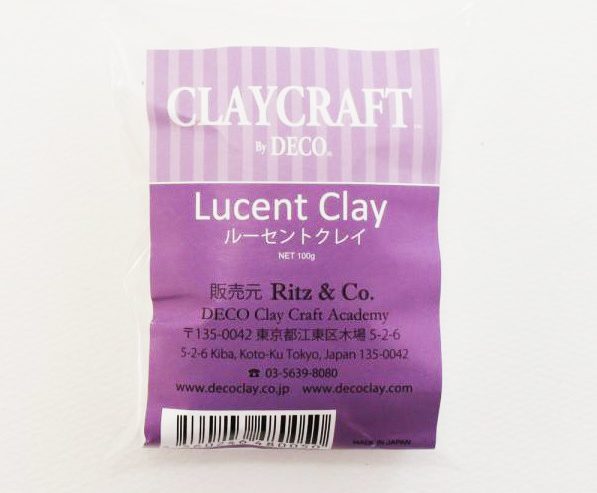 CLAYCRAFT™
By DECO®
Lucent Clay
ルーセントクレイ
NET 100g
販売元 Ritz & Co.
DECO Clay Craft Academy
〒135-0042 東京都江東区木場 5-2-6
5-2-6 Kiba, Koto-Ku Tokyo, Japan 135-0042
☎ 03-5639-8080
www.decoclay.co.jp www.decoclay.com
MADE IN JAPAN